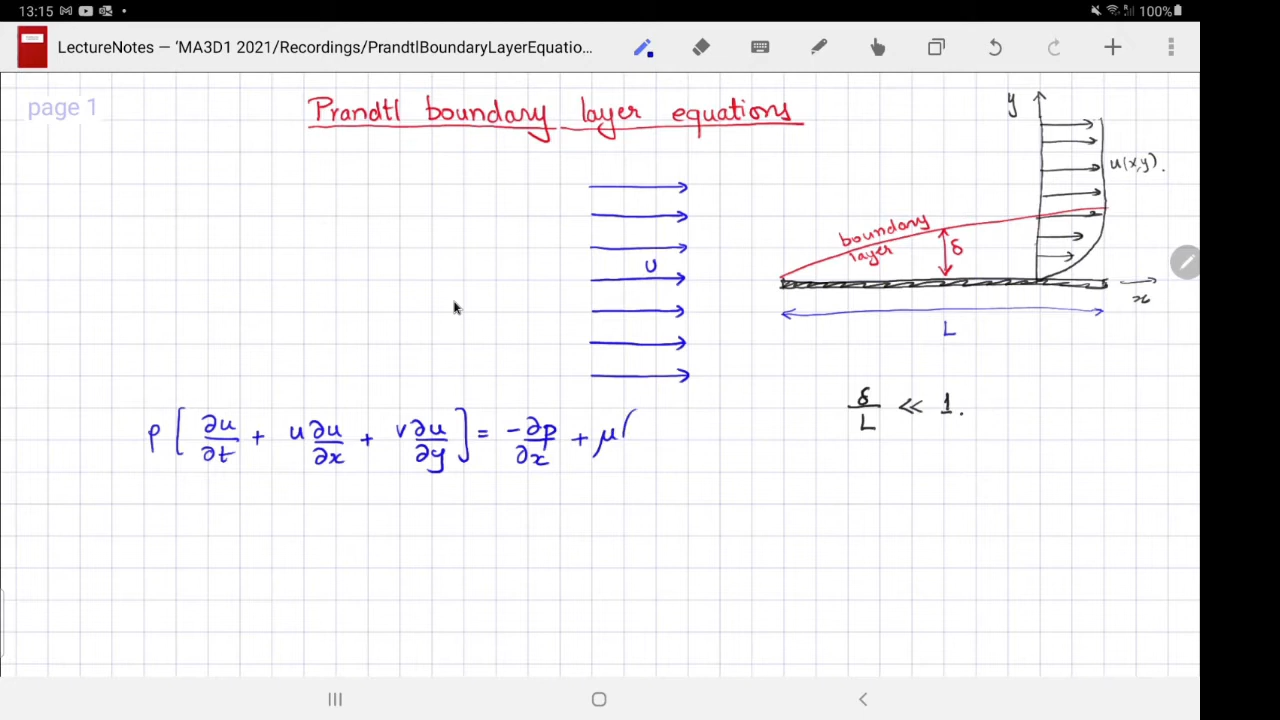 13:15
100%
LectureNotes — ‘MA3D1 2021/Recordings/PrandtlBoundaryLayerEquatio…
page 1
Prandtl boundary layer equations
y
u(x,y).
boundary
layer
δ
U
x
L
δ/L ≪ 1.
ρ [ ∂u/∂t + u ∂u/∂x + v ∂u/∂y ] = -∂p/∂x + μ(